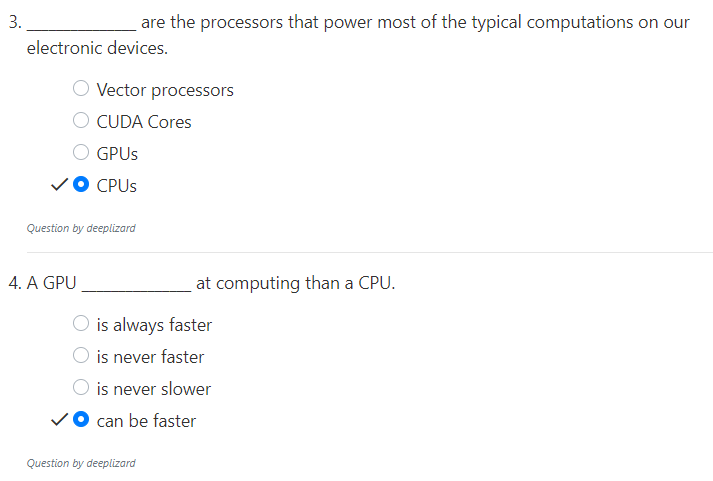 3. _____________ are the processors that power most of the typical computations on our
electronic devices.
Vector processors
CUDA Cores
GPUs
CPUs
Question by deeplizard
4. A GPU _____________ at computing than a CPU.
is always faster
is never faster
is never slower
can be faster
Question by deeplizard